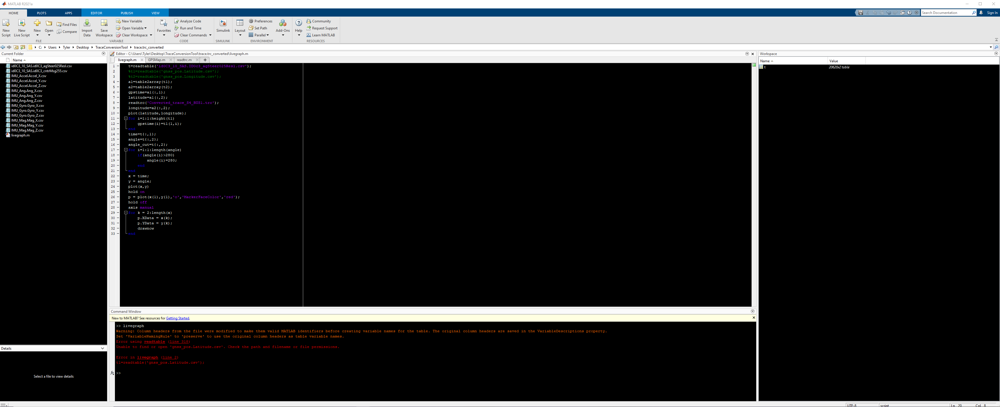 MATLAB R2021a
HOME PLOTS APPS EDITOR PUBLISH VIEW
Search Documentation
Sign In
New Script
New Live Script
New
Open
Find Files
Compare
FILE
Import Data
Save Workspace
New Variable
Open Variable
Clear Workspace
VARIABLE
Favorites
Analyze Code
Run and Time
Clear Commands
CODE
Simulink
SIMULINK
Layout
Preferences
Set Path
Parallel
Add-Ons
ENVIRONMENT
Help
Community
Request Support
Learn MATLAB
RESOURCES
C: Users Tyler Desktop TraceConversionTool trace.trc_converted
Current Folder
Name
id0C3_10_SAS.id0C3_agSteer025Resl.csv
id0C3_10_SAS.id0C3_cntrMsg255.csv
IMU_Accel.Accel_X.csv
IMU_Accel.Accel_Y.csv
IMU_Accel.Accel_Z.csv
IMU_Ang.Ang_X.csv
IMU_Ang.Ang_Y.csv
IMU_Ang.Ang_Z.csv
IMU_Gyro.Gyro_X.csv
IMU_Gyro.Gyro_Y.csv
IMU_Gyro.Gyro_Z.csv
IMU_Mag.Mag_X.csv
IMU_Mag.Mag_Y.csv
IMU_Mag.Mag_Z.csv
livegraph.m
Details
Select a file to view details
Editor - C:\Users\Tyler\Desktop\TraceConversionTool\trace.trc_converted\livegraph.m
livegraph.m GPSMap.m readtrc.m +
1 t=readtable('id0C3_10_SAS.ID0c3_agSteer025Resl.csv');
2 %t1=readtable('gnss_pos.Latitude.csv');
3 %t2=readtable('gnss_pos.Longitude.csv');
4 a1=table2array(t1);
5 a2=table2array(t2);
6 gpstime=a1(:,1);
7 latitude=a1(:,2);
8 readtrc('Converted_trace_S4_BUS1.trc');
9 longitude=a2(:,2);
10 plot(latitude,longitude);
11 for i=1:1:height(t1)
12 gpstime(i)=t1(1,i);
13 end
14 time=t{:,1};
15 angle=t{:,2};
16 angle_cut=t{:,2};
17 for i=1:1:length(angle)
18 if(angle(i)>280)
19 angle(i)=280;
20 end
21 end
22 x = time;
23 y = angle;
24 plot(x,y)
25 hold on
26 p = plot(x(1),y(1),'o','MarkerFaceColor','red');
27 hold off
28 axis manual
29 for k = 2:length(x)
30 p.XData = x(k);
31 p.YData = y(k);
32 drawnow
33 end
Command Window
New to MATLAB? See resources for Getting Started.
>> livegraph
Warning: Column headers from the file were modified to make them valid MATLAB identifiers before creating variable names for the table. The original column headers are saved in the VariableDescriptions property.
Set 'VariableNamingRule' to 'preserve' to use the original column headers as table variable names.
Error using readtable (line 318)
Unable to find or open 'gnss_pos.Latitude.csv'. Check the path and filename or file permissions.
Error in livegraph (line 2)
t1=readtable('gnss_pos.Latitude.csv');
fx >>
Workspace
Name Value
t 20620x2 table
UTF-8 script Ln 20 Col 8